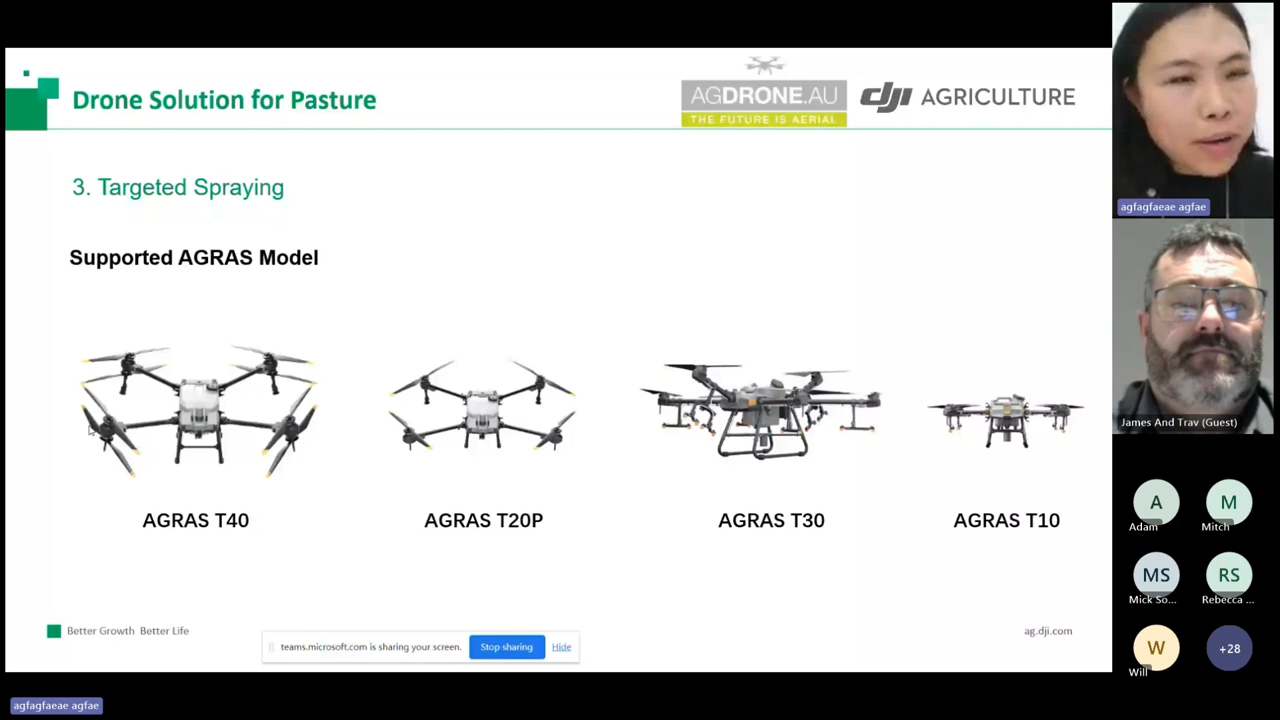 Drone Solution for Pasture
AGDRONE.AU
THE FUTURE IS AERIAL
dji AGRICULTURE
3. Targeted Spraying
Supported AGRAS Model
AGRAS T40
AGRAS T20P
AGRAS T30
AGRAS T10
Better Growth Better Life
ag.dji.com
teams.microsoft.com is sharing your screen.
Stop sharing
Hide
agfagfaeae agfae
agfagfaeae agfae
James And Trav (Guest)
A
Adam
M
Mitch
MS
Mick So...
RS
Rebecca ...
W
Will
+28